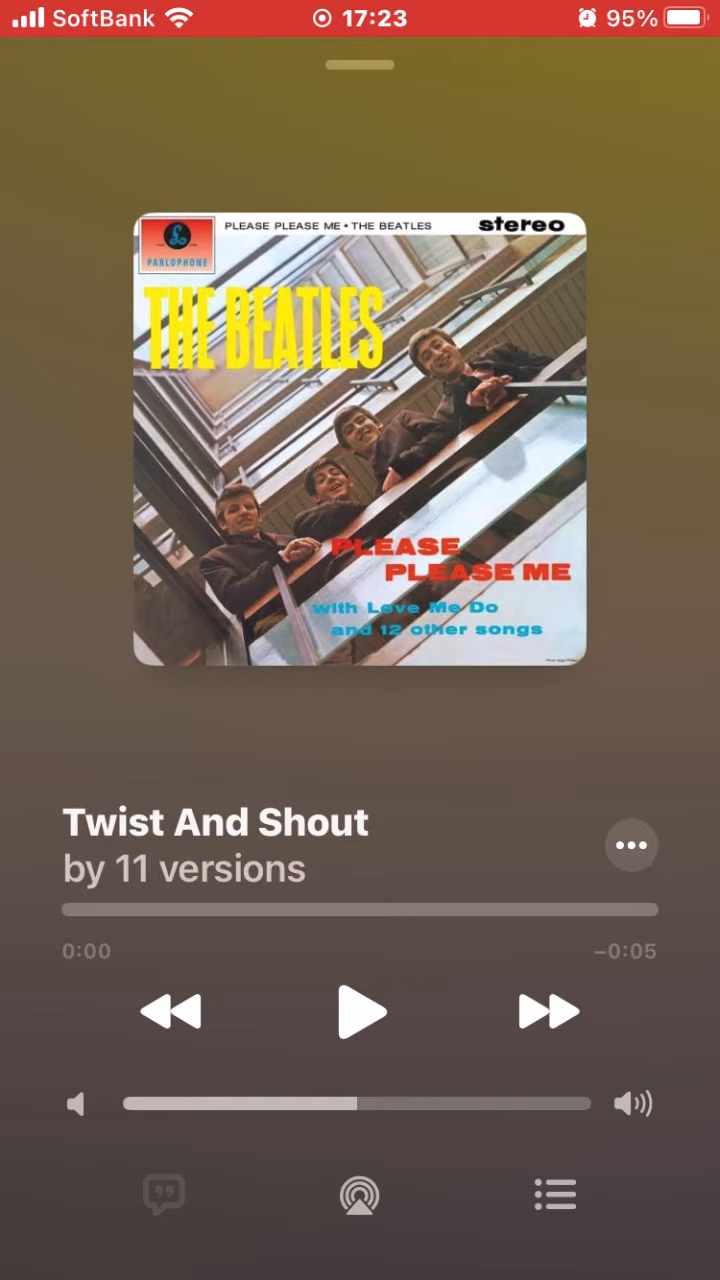 SoftBank 17:23 95%
PLEASE PLEASE ME • THE BEATLES stereo
£
PARLOPHONE
THE BEATLES
PLEASE
PLEASE ME
with Love Me Do
and 12 other songs
Twist And Shout
by 11 versions
0:00 −0:05